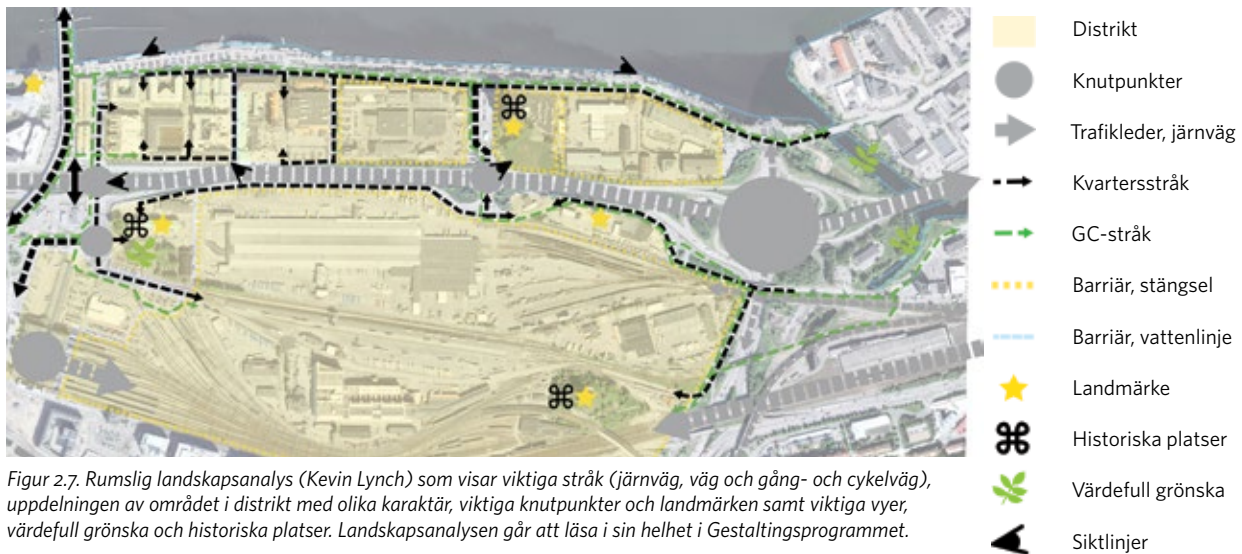 Distrikt
Knutpunkter
Trafikleder, järnväg
Kvartersstråk
GC-stråk
Barriär, stängsel
Barriär, vattenlinje
Landmärke
Historiska platser
Värdefull grönska
Siktlinjer
Figur 2.7. Rumslig landskapsanalys (Kevin Lynch) som visar viktiga stråk (järnväg, väg och gång- och cykelväg),
uppdelningen av området i distrikt med olika karaktär, viktiga knutpunkter och landmärken samt viktiga vyer,
värdefull grönska och historiska platser. Landskapsanalysen går att läsa i sin helhet i Gestaltingsprogrammet.